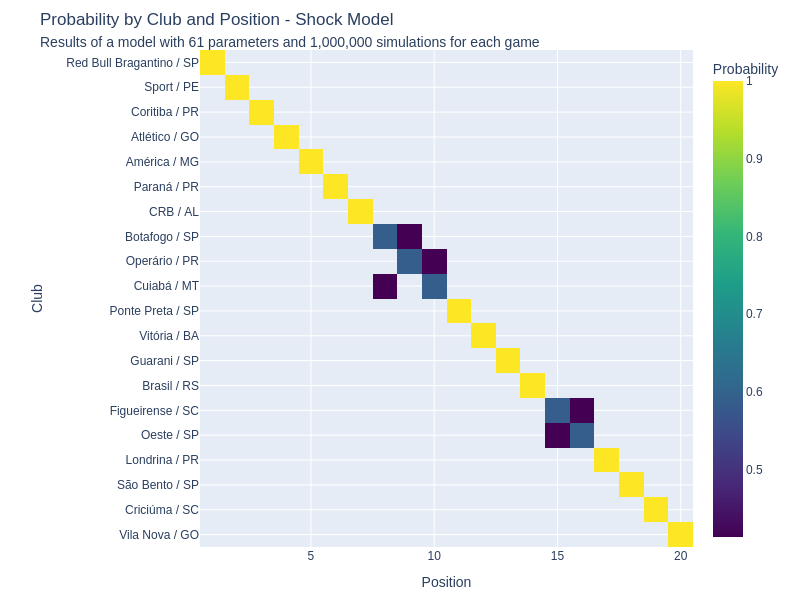 Probability by Club and Position - Shock Model
Results of a model with 61 parameters and 1,000,000 simulations for each game
Red Bull Bragantino / SP
Sport / PE
Coritiba / PR
Atlético / GO
América / MG
Paraná / PR
CRB / AL
Botafogo / SP
Operário / PR
Cuiabá / MT
Ponte Preta / SP
Vitória / BA
Guarani / SP
Brasil / RS
Figueirense / SC
Oeste / SP
Londrina / PR
São Bento / SP
Criciúma / SC
Vila Nova / GO
Club
5
10
15
20
Position
Probability
1
0.9
0.8
0.7
0.6
0.5